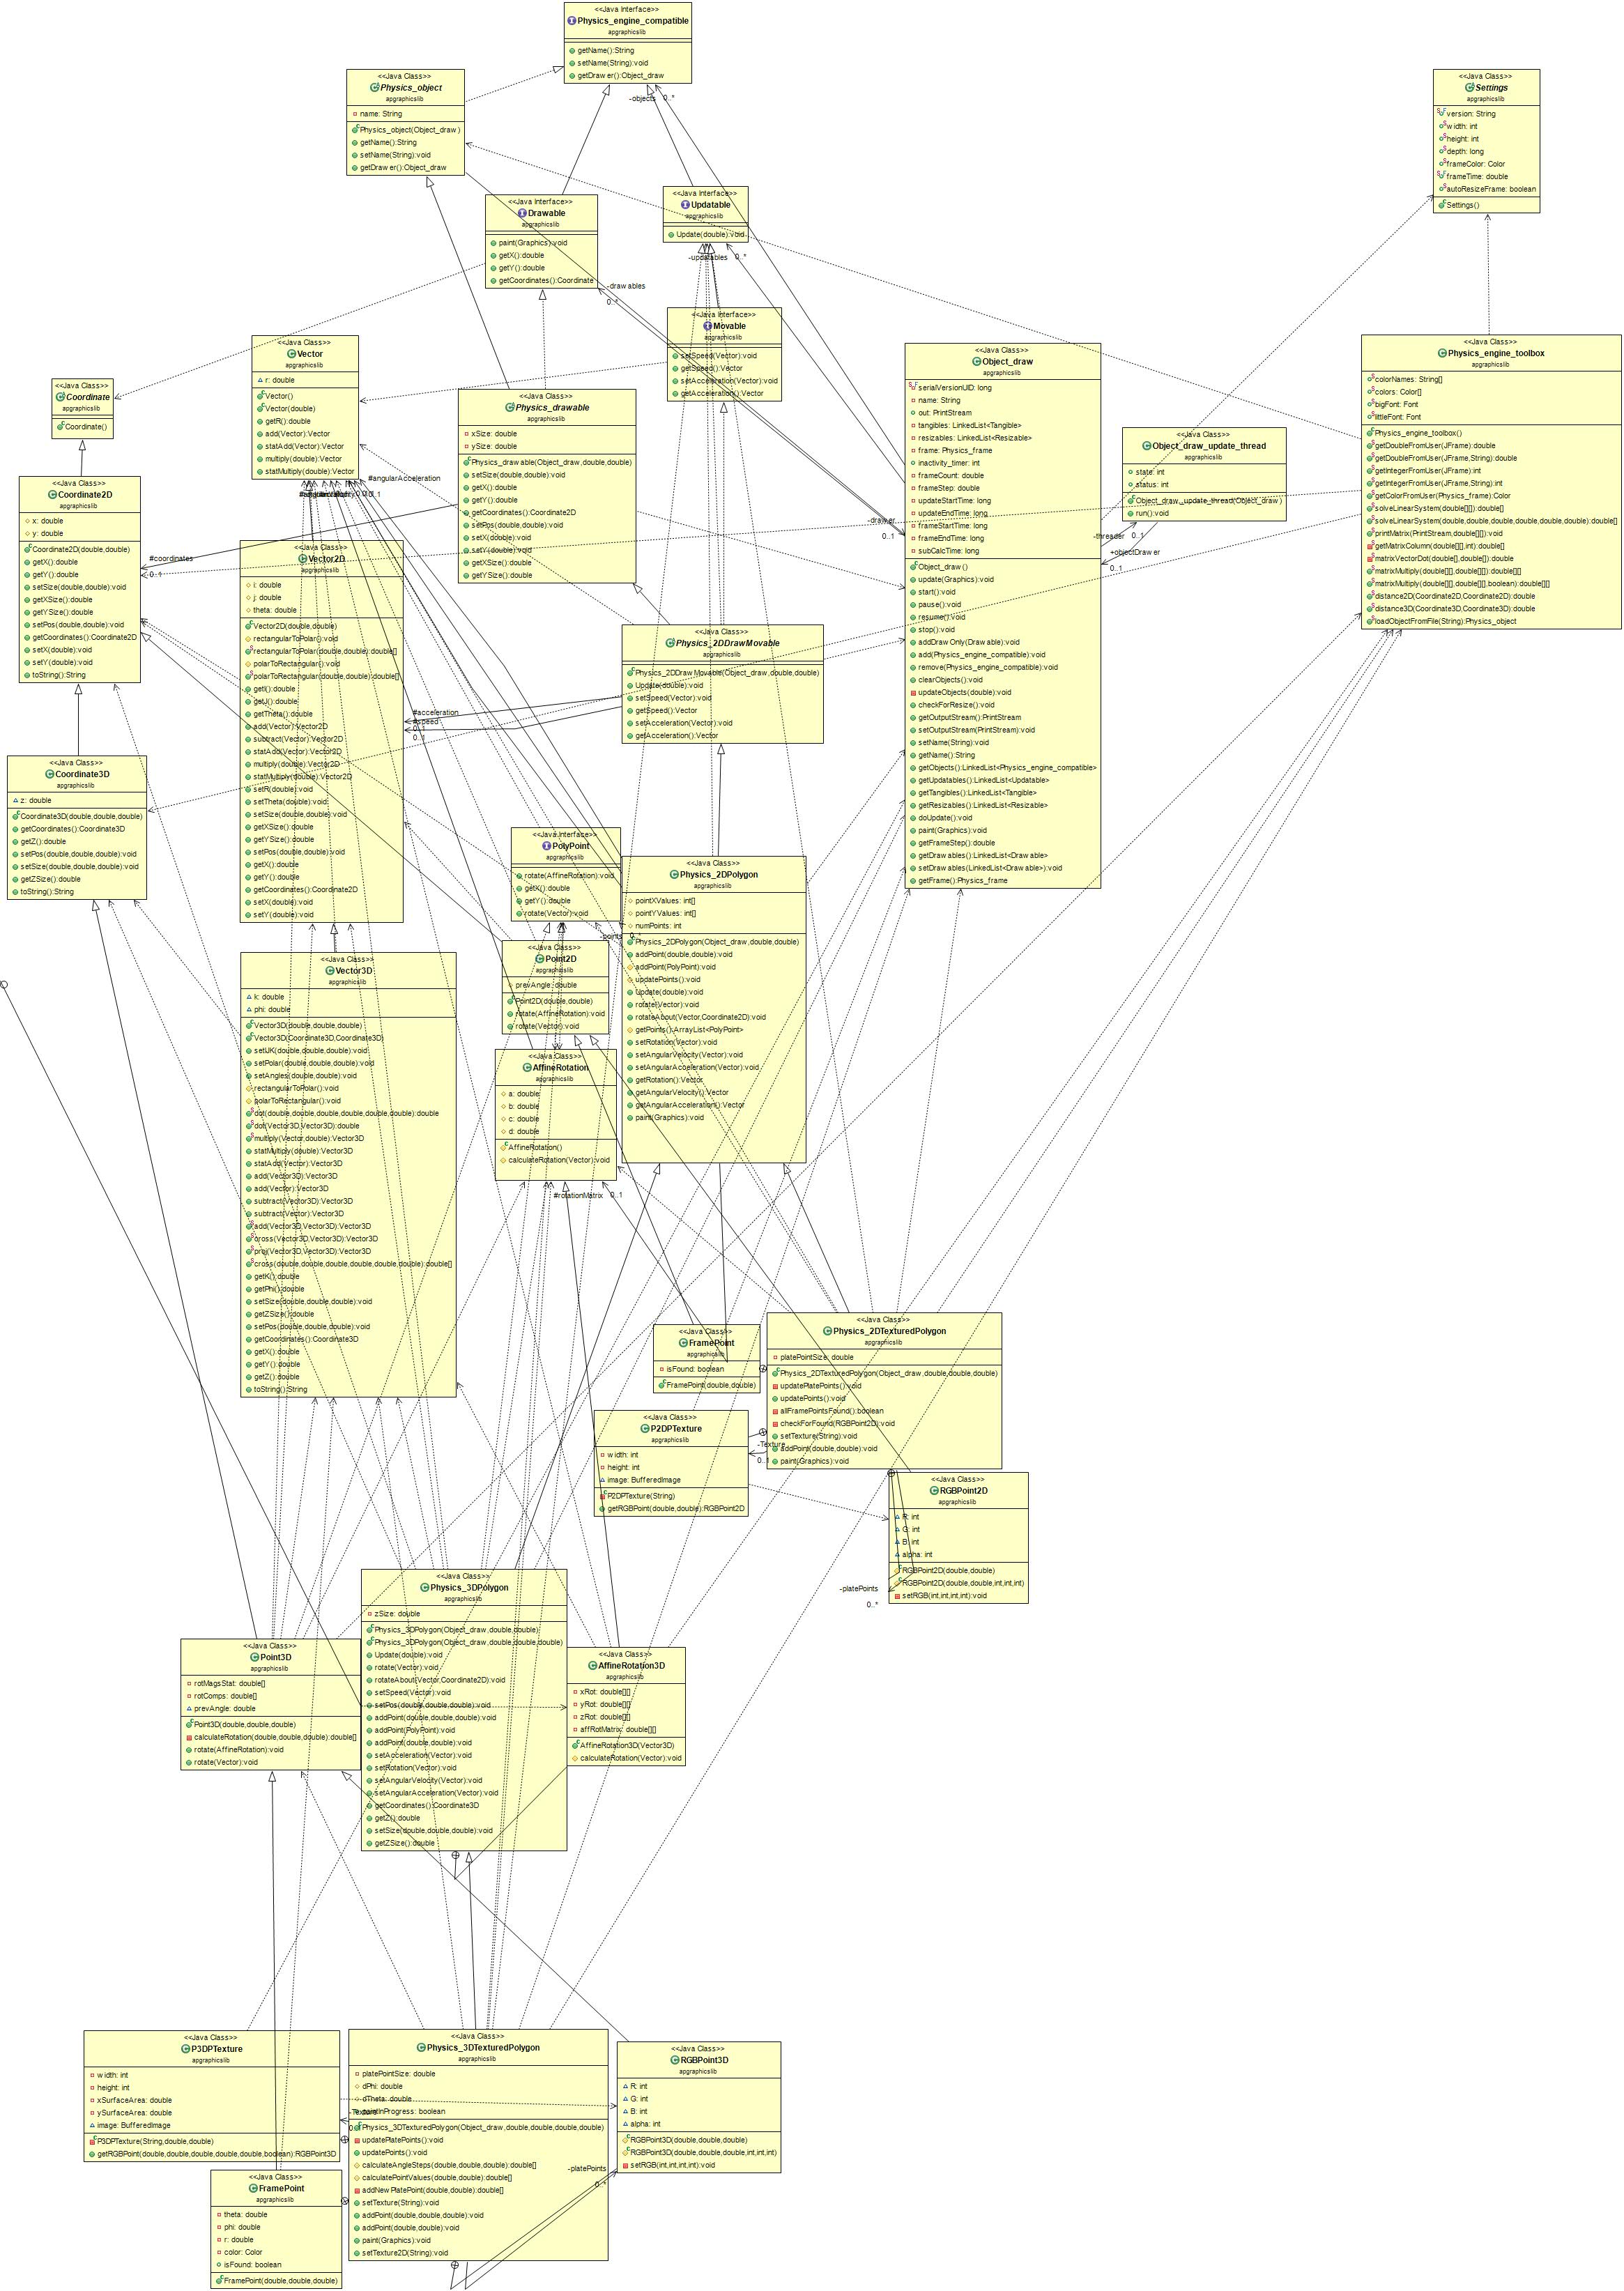 <<Java Interface>>
Physics_engine_compatible
apgraphicslib
getName():String
setName(String):void
getDrawer():Object_draw
<<Java Class>>
Physics_object
apgraphicslib
name: String
Physics_object(Object_draw)
getName():String
setName(String):void
getDrawer():Object_draw
-objects 0..*
<<Java Class>>
Settings
apgraphicslib
version: String
width: int
height: int
depth: long
frameColor: Color
frameTime: double
autoResizeFrame: boolean
Settings()
<<Java Interface>>
Drawable
apgraphicslib
paint(Graphics):void
getX():double
getY():double
getCoordinates():Coordinate
<<Java Interface>>
Updatable
apgraphicslib
Update(double):void
-updatables 0..*
-drawables
0..*
<<Java Interface>>
Movable
apgraphicslib
setSpeed(Vector):void
getSpeed():Vector
setAcceleration(Vector):void
getAcceleration():Vector
<<Java Class>>
Vector
apgraphicslib
r: double
Vector()
Vector(double)
getR():double
add(Vector):Vector
statAdd(Vector):Vector
multiply(double):Vector
statMultiply(double):Vector
<<Java Class>>
Coordinate
apgraphicslib
Coordinate()
<<Java Class>>
Physics_drawable
apgraphicslib
xSize: double
ySize: double
Physics_drawable(Object_draw,double,double)
setSize(double,double):void
getX():double
getY():double
getCoordinates():Coordinate2D
setPos(double,double):void
setX(double):void
setY(double):void
getXSize():double
getYSize():double
<<Java Class>>
Object_draw
apgraphicslib
serialVersionUID: long
name: String
out: PrintStream
tangibles: LinkedList<Tangible>
resizables: LinkedList<Resizable>
frame: Physics_frame
inactivity_timer: int
frameCount: double
frameStep: double
updateStartTime: long
updateEndTime: long
frameStartTime: long
frameEndTime: long
subCalcTime: long
Object_draw()
update(Graphics):void
start():void
pause():void
resume():void
stop():void
addDrawOnly(Drawable):void
add(Physics_engine_compatible):void
remove(Physics_engine_compatible):void
clearObjects():void
updateObjects(double):void
checkForResize():void
getOutputStream():PrintStream
setOutputStream(PrintStream):void
setName(String):void
getName():String
getObjects():LinkedList<Physics_engine_compatible>
getUpdatables():LinkedList<Updatable>
getTangibles():LinkedList<Tangible>
getResizables():LinkedList<Resizable>
doUpdate():void
paint(Graphics):void
getFrameStep():double
getDrawables():LinkedList<Drawable>
setDrawables(LinkedList<Drawable>):void
getFrame():Physics_frame
<<Java Class>>
Object_draw_update_thread
apgraphicslib
state: int
status: int
Object_draw_update_thread(Object_draw)
run():void
<<Java Class>>
Physics_engine_toolbox
apgraphicslib
colorNames: String[]
colors: Color[]
bigFont: Font
littleFont: Font
Physics_engine_toolbox()
getDoubleFromUser(JFrame):double
getDoubleFromUser(JFrame,String):double
getIntegerFromUser(JFrame):int
getIntegerFromUser(JFrame,String):int
getColorFromUser(Physics_frame):Color
solveLinearSystem(double[][]):double[]
solveLinearSystem(double,double,double,double,double,double):double[]
printMatrix(PrintStream,double[][]):void
getMatrixColumn(double[][],int):double[]
matrixVectorDot(double[],double[]):double
matrixMultiply(double[][],double[][]):double[][]
matrixMultiply(double[][],double[][],boolean):double[][]
distance2D(Coordinate2D,Coordinate2D):double
distance3D(Coordinate3D,Coordinate3D):double
loadObjectFromFile(String):Physics_object
#angularAcceleration
-drawer
0..1
-threader 0..1
+objectDrawer
0..1
#coordinates
0..1
<<Java Class>>
Coordinate2D
apgraphicslib
x: double
y: double
Coordinate2D(double,double)
getX():double
getY():double
setSize(double,double):void
getXSize():double
getYSize():double
setPos(double,double):void
getCoordinates():Coordinate2D
setX(double):void
setY(double):void
toString():String
<<Java Class>>
Vector2D
apgraphicslib
i: double
j: double
theta: double
Vector2D(double,double)
rectangularToPolar():void
rectangularToPolar(double,double):double[]
polarToRectangular():void
polarToRectangular(double,double):double[]
getI():double
getJ():double
getTheta():double
add(Vector):Vector2D
subtract(Vector):Vector2D
statAdd(Vector):Vector2D
multiply(double):Vector2D
statMultiply(double):Vector2D
setR(double):void
setTheta(double):void
setSize(double,double):void
getXSize():double
getYSize():double
setPos(double,double):void
getX():double
getY():double
getCoordinates():Coordinate2D
setX(double):void
setY(double):void
<<Java Class>>
Physics_2DDrawMovable
apgraphicslib
Physics_2DDrawMovable(Object_draw,double,double)
Update(double):void
setSpeed(Vector):void
getSpeed():Vector
setAcceleration(Vector):void
getAcceleration():Vector
#acceleration
#speed
0..1
0..1
<<Java Class>>
Coordinate3D
apgraphicslib
z: double
Coordinate3D(double,double,double)
getCoordinates():Coordinate3D
getZ():double
setPos(double,double,double):void
setSize(double,double,double):void
getZSize():double
toString():String
<<Java Interface>>
PolyPoint
apgraphicslib
rotate(AffineRotation):void
getX():double
getY():double
rotate(Vector):void
<<Java Class>>
Physics_2DPolygon
apgraphicslib
pointXValues: int[]
pointYValues: int[]
numPoints: int
Physics_2DPolygon(Object_draw,double,double)
addPoint(double,double):void
addPoint(PolyPoint):void
updatePoints():void
Update(double):void
rotate(Vector):void
rotateAbout(Vector,Coordinate2D):void
getPoints():ArrayList<PolyPoint>
setRotation(Vector):void
setAngularVelocity(Vector):void
setAngularAcceleration(Vector):void
getRotation():Vector
getAngularVelocity():Vector
getAngularAcceleration():Vector
paint(Graphics):void
<<Java Class>>
Point2D
apgraphicslib
prevAngle: double
Point2D(double,double)
rotate(AffineRotation):void
rotate(Vector):void
<<Java Class>>
Vector3D
apgraphicslib
k: double
phi: double
Vector3D(double,double,double)
Vector3D(Coordinate3D,Coordinate3D)
setIJK(double,double,double):void
setPolar(double,double,double):void
setAngles(double,double):void
rectangularToPolar():void
polarToRectangular():void
dot(double,double,double,double,double,double):double
dot(Vector3D,Vector3D):double
multiply(Vector,double):Vector3D
statMultiply(double):Vector3D
statAdd(Vector):Vector3D
add(Vector3D):Vector3D
add(Vector):Vector3D
subtract(Vector3D):Vector3D
subtract(Vector):Vector3D
add(Vector3D,Vector3D):Vector3D
cross(Vector3D,Vector3D):Vector3D
proj(Vector3D,Vector3D):Vector3D
cross(double,double,double,double,double,double):double[]
getK():double
getPhi():double
setSize(double,double,double):void
getZSize():double
setPos(double,double,double):void
getCoordinates():Coordinate3D
getX():double
getY():double
getZ():double
toString():String
<<Java Class>>
AffineRotation
apgraphicslib
a: double
b: double
c: double
d: double
AffineRotation()
calculateRotation(Vector):void
#rotationMatrix 0..1
<<Java Class>>
FramePoint
apgraphicslib
isFound: boolean
FramePoint(double,double)
<<Java Class>>
Physics_2DTexturedPolygon
apgraphicslib
platePointSize: double
Physics_2DTexturedPolygon(Object_draw,double,double,double)
updatePlatePoints():void
updatePoints():void
allFramePointsFound():boolean
checkForFound(RGBPoint2D):void
setTexture(String):void
addPoint(double,double):void
paint(Graphics):void
<<Java Class>>
P2DPTexture
apgraphicslib
width: int
height: int
image: BufferedImage
P2DPTexture(String)
getRGBPoint(double,double):RGBPoint2D
-Texture
0..1
<<Java Class>>
RGBPoint2D
apgraphicslib
R: int
G: int
B: int
alpha: int
RGBPoint2D(double,double)
RGBPoint2D(double,double,int,int,int)
setRGB(int,int,int,int):void
-platePoints
0..*
<<Java Class>>
Physics_3DPolygon
apgraphicslib
zSize: double
Physics_3DPolygon(Object_draw,double,double)
Physics_3DPolygon(Object_draw,double,double,double)
Update(double):void
rotate(Vector):void
rotateAbout(Vector,Coordinate2D):void
setSpeed(Vector):void
setPos(double,double,double):void
addPoint(double,double,double):void
addPoint(PolyPoint):void
addPoint(double,double):void
setAcceleration(Vector):void
setRotation(Vector):void
setAngularVelocity(Vector):void
setAngularAcceleration(Vector):void
getCoordinates():Coordinate3D
getZ():double
setSize(double,double,double):void
getZSize():double
<<Java Class>>
Point3D
apgraphicslib
rotMagsStat: double[]
rotComps: double[]
prevAngle: double
Point3D(double,double,double)
calculateRotation(double,double,double):double[]
rotate(AffineRotation):void
rotate(Vector):void
<<Java Class>>
AffineRotation3D
apgraphicslib
xRot: double[][]
yRot: double[][]
zRot: double[][]
affRotMatrix: double[][]
AffineRotation3D(Vector3D)
calculateRotation(Vector):void
<<Java Class>>
P3DPTexture
apgraphicslib
width: int
height: int
xSurfaceArea: double
ySurfaceArea: double
image: BufferedImage
P3DPTexture(String,double,double)
getRGBPoint(double,double,double,double,double,boolean):RGBPoint3D
<<Java Class>>
Physics_3DTexturedPolygon
apgraphicslib
platePointSize: double
dPhi: double
dTheta: double
paintInProgress: boolean
Physics_3DTexturedPolygon(Object_draw,double,double,double,double)
updatePlatePoints():void
updatePoints():void
calculateAngleSteps(double,double,double):double[]
calculatePointValues(double,double):double[]
addNewPlatePoint(double,double):double[]
setTexture(String):void
addPoint(double,double,double):void
addPoint(double,double):void
paint(Graphics):void
setTexture2D(String):void
-Texture
<<Java Class>>
RGBPoint3D
apgraphicslib
R: int
G: int
B: int
alpha: int
RGBPoint3D(double,double,double)
RGBPoint3D(double,double,double,int,int,int)
setRGB(int,int,int,int):void
-platePoints
0..*
<<Java Class>>
FramePoint
apgraphicslib
theta: double
phi: double
r: double
color: Color
isFound: boolean
FramePoint(double,double,double)